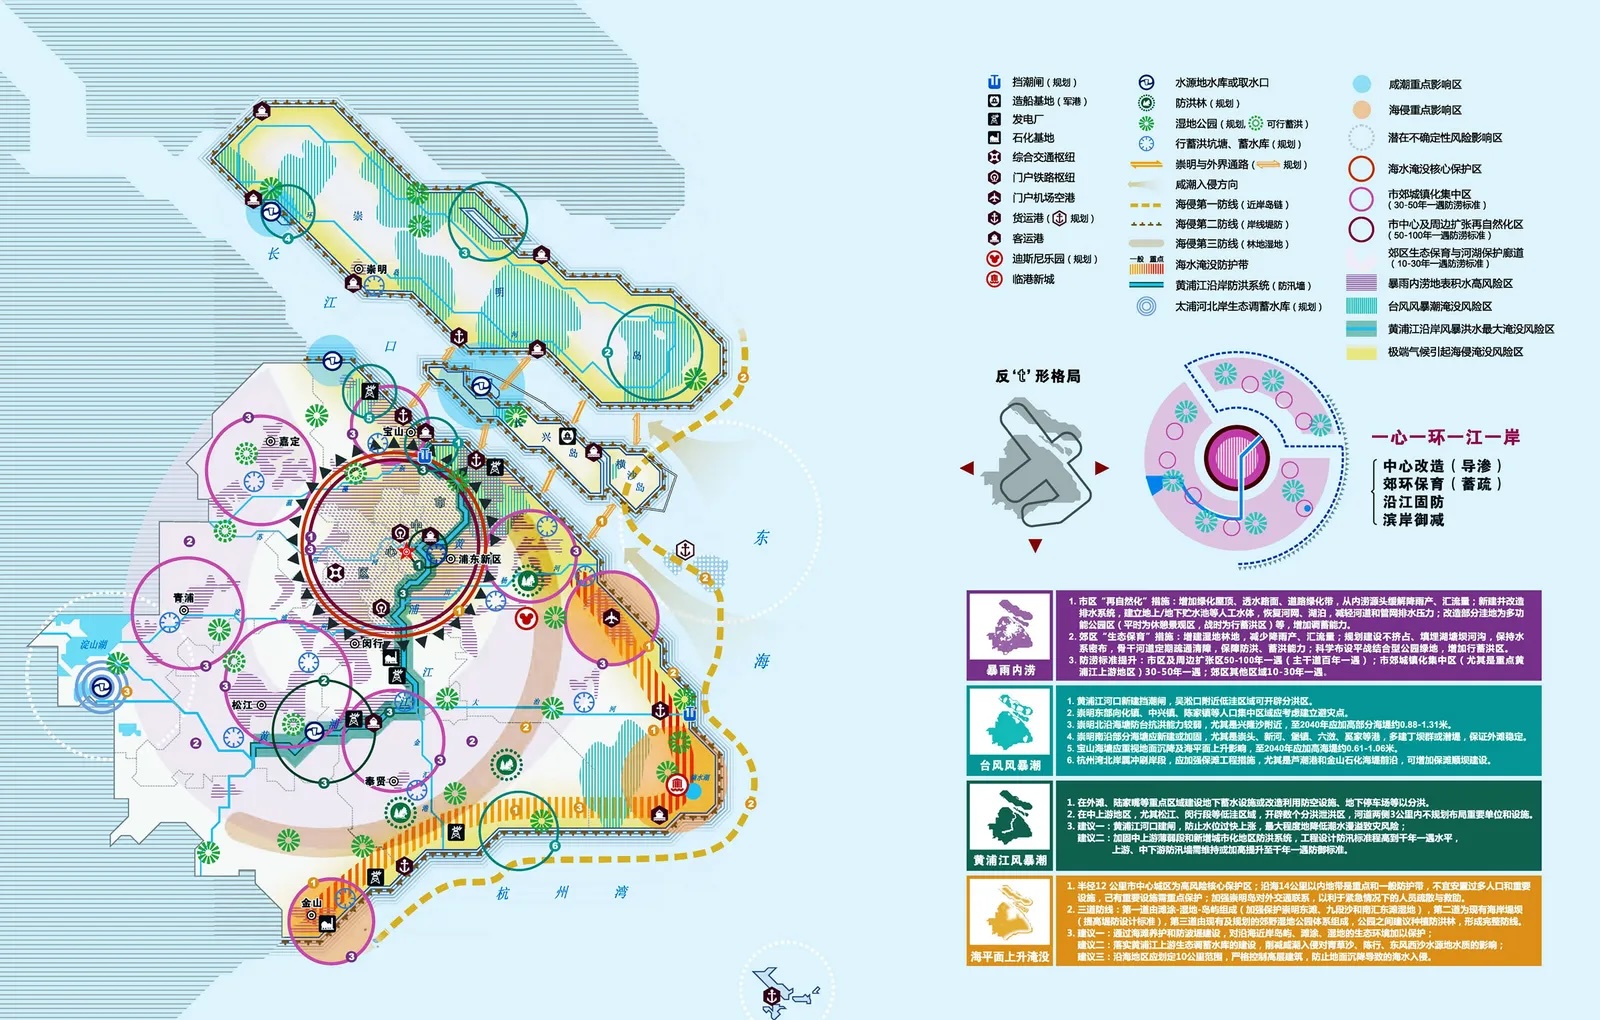 崇
明
岛
崇明
长
江
口
宝山
嘉定
兴
岛
横
沙
岛
浦东新区
黄
浦
江
青浦
淀山湖
闵行
松江
奉贤
金山
东
海
杭 州 湾
挡潮闸（规划）
造船基地（军港）
发电厂
石化基地
综合交通枢纽
门户铁路枢纽
门户机场空港
货运港（规划）
客运港
迪斯尼乐园（规划）
临港新城
水源地水库或取水口
防洪林（规划）
湿地公园（规划, 可行蓄洪）
行蓄洪坑塘、蓄水库（规划）
崇明与外界通路（规划）
咸潮入侵方向
海侵第一防线（近岸岛链）
海侵第二防线（岸线堤防）
海侵第三防线（林地湿地）
一般 重点
海水淹没防护带
黄浦江沿岸防洪系统（防汛墙）
太浦河北岸生态调蓄水库（规划）
咸潮重点影响区
海侵重点影响区
潜在不确定性风险影响区
海水淹没核心保护区
市郊城镇化集中区
（30-50年一遇防涝标准）
市中心及周边扩张再自然化区
（50-100年一遇防涝标准）
郊区生态保育与河湖保护廊道
（10-30年一遇防涝标准）
暴雨内涝地表积水高风险区
台风风暴潮淹没风险区
黄浦江沿岸风暴洪水最大淹没风险区
极端气候引起海侵淹没风险区
反‘t’形格局
一心一环一江一岸
中心改造（导渗）
郊环保育（蓄疏）
沿江固防
滨岸御减
暴雨内涝
1. 市区“再自然化”措施：增加绿化屋顶、透水路面、道路绿化带，从内涝源头缓解降雨产、汇流量；新建并改造
排水系统，建立地上/地下贮水池等人工水体，恢复河网、湖泊，减轻河道和管网排水压力；改造部分洼地为多功
能公园区（平时为休憩景观区，战时为行蓄洪区）等，增加调蓄能力。
2. 郊区“生态保育”措施：增建湿地林地，减少降雨产、汇流量；规划建设不挤占、填埋湖塘坝河沟，保持水
系密布，骨干河道定期疏通清障，保障防洪、蓄洪能力；科学布设平战结合型公园绿地，增加行蓄洪区。
3. 防涝标准提升：市区及周边扩张区50-100年一遇（主干道百年一遇）；市郊城镇化集中区（尤其是重点黄
浦江上游地区）30-50年一遇；郊区其他区域10-30年一遇。
台风风暴潮
1. 黄浦江河口新建挡潮闸，吴淞口附近低洼区域可开辟分洪区。
2. 崇明东部向化镇、中兴镇、陈家镇等人口集中区域应考虑建立避灾点。
3. 崇明北沿海塘防台抗洪能力较弱，尤其是兴隆沙附近，至2040年应加高部分海堤约0.88-1.31米。
4. 崇明南沿部分海塘应新建或加固，尤其是崇头、新河、堡镇、六滧、奚家等港，多建丁坝群或潜堤，保证外滩稳定。
5. 宝山海塘应重视地面沉降及海平面上升影响，至2040年应加高海堤约0.61-1.06米。
6. 杭州湾北岸属冲刷岸段，应加强保滩工程措施，尤其是芦潮港和金山石化海堤前沿，可增加保滩顺坝建设。
黄浦江风暴潮
1. 在外滩、陆家嘴等重点区域建设地下蓄水设施或改造利用防空设施、地下停车场等以分洪。
2. 在中上游地区，尤其松江、闵行段等低洼区域，开辟数个分洪泄洪区，河道两侧3公里内不规划布局重要单位和设施。
3. 建议一：黄浦江河口建闸，防止水位过快上涨，最大程度地降低潮水漫溢致灾风险；
建议二：加固中上游薄弱段和新增城市化地区防洪系统，工程设计防汛标准程高到千年一遇水平，
上游、中下游防汛墙需维持或加高提升至千年一遇防御标准。
海平面上升淹没
1. 半径12 公里市中心城区为高风险核心保护区；沿海14公里以内地带是重点和一般防护带，不宜安置过多人口和重要
设施，已有重要设施需重点保护；加强崇明岛对外交通联系，以利于紧急情况下的人员疏散与救助。
2. 三道防线：第一道由滩涂-湿地-岛屿组成（加强保护崇明东滩、九段沙和南汇东滩湿地），第二道为现有海岸堤坝
（提高堤防设计标准），第三道由现有及规划的郊野湿地公园体系组成，公园之间建议种植防洪林，形成完整防线。
3. 建议一：通过海滩养护和防波堤建设，对沿海近岸岛屿、滩涂、湿地的生态环境加以保护；
建议二：落实黄浦江上游生态调蓄水库的建设，削减咸潮入侵对青草沙、陈行、东风西沙水源地水质的影响；
建议三：沿海地区应划定10公里范围，严格控制高层建筑，防止地面沉降导致的海水入侵。